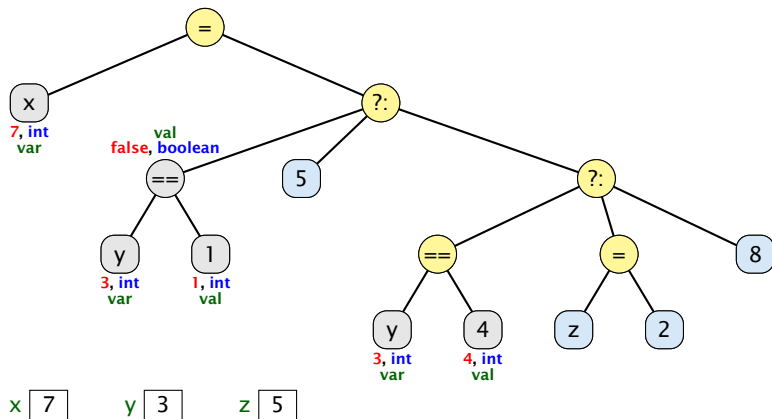 =
x
7, int
var
?:
val
false, boolean
==
5
?:
y
3, int
var
1
1, int
val
==
=
8
y
3, int
var
4
4, int
val
z
2
x 7 y 3 z 5